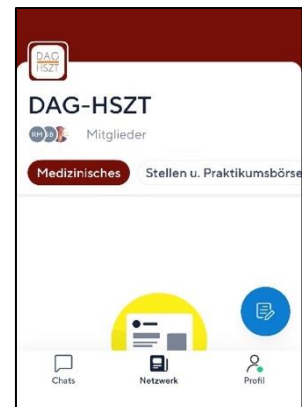 DAG
HSZT
DAG-HSZT
RM SB Mitglieder
Medizinisches Stellen u. Praktikumsbörse
Chats Netzwerk Profil